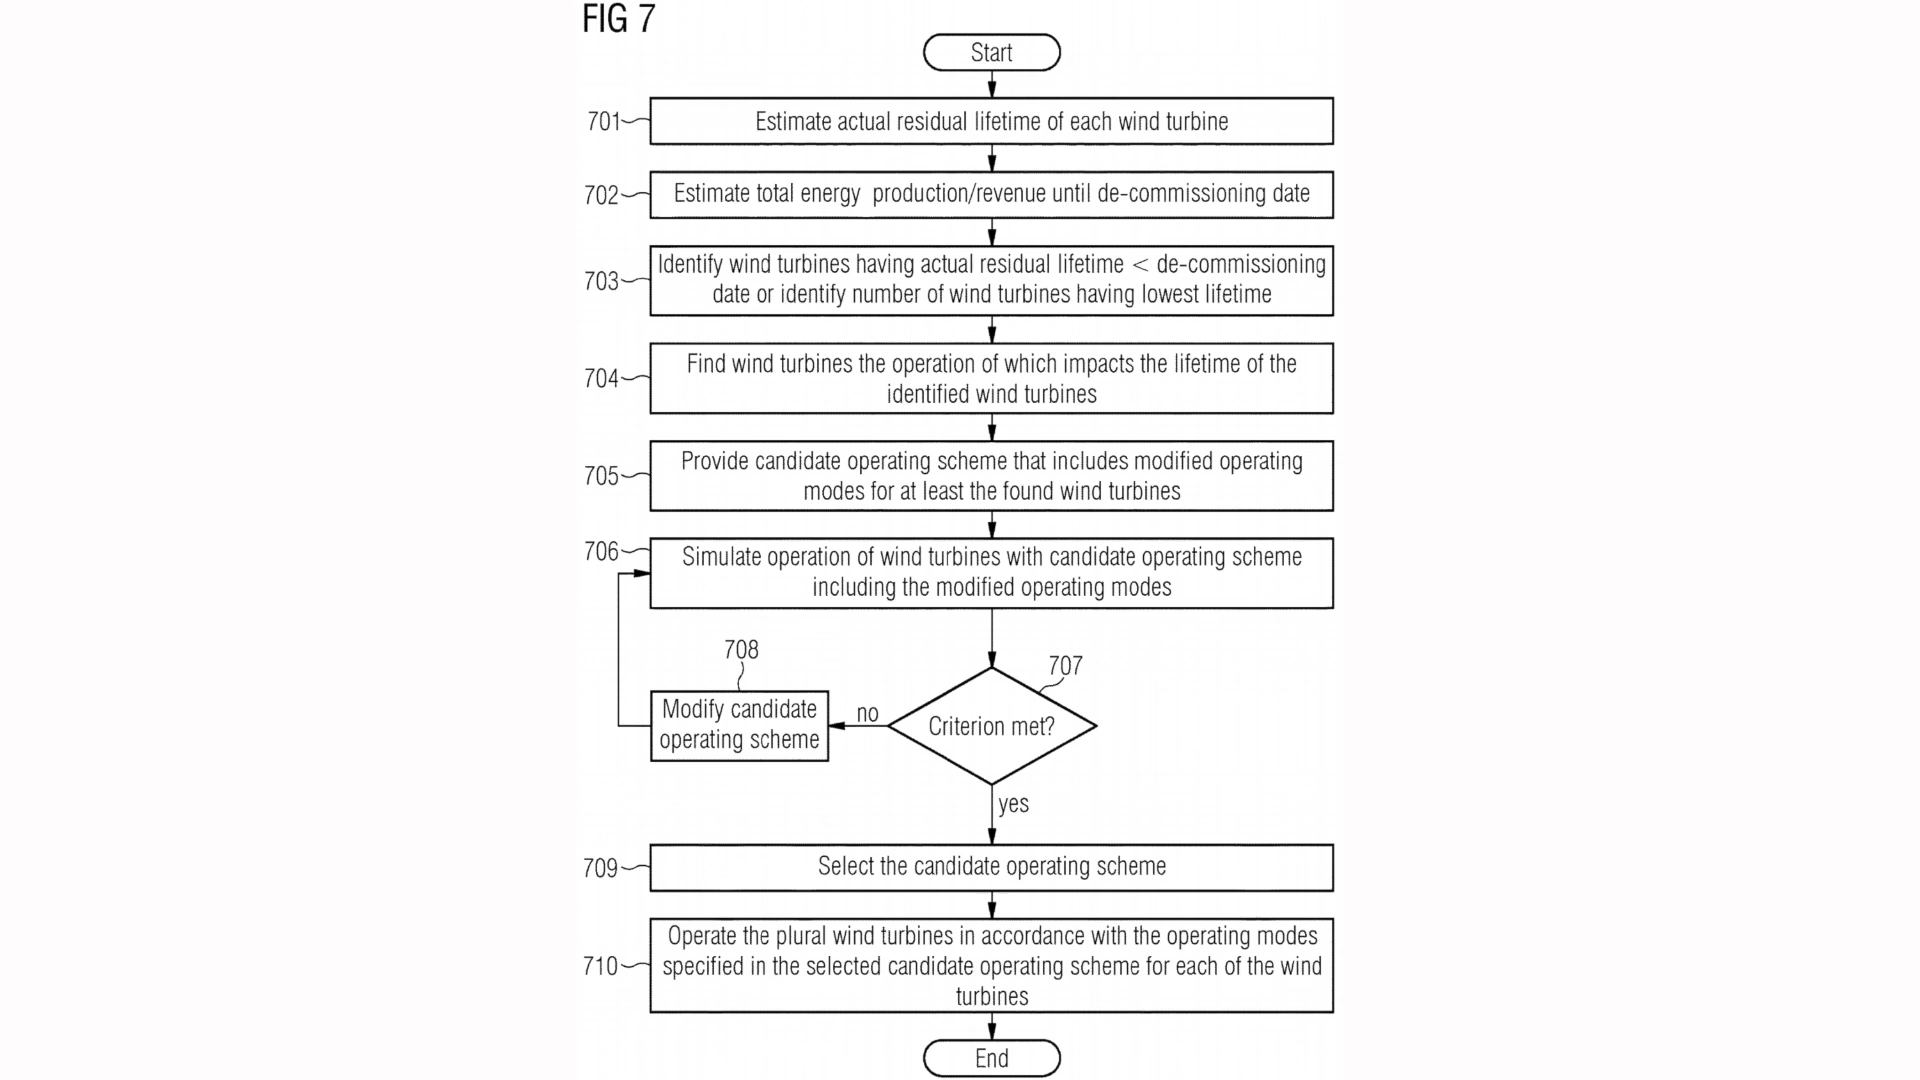 FIG 7
Start
701
Estimate actual residual lifetime of each wind turbine
702
Estimate total energy production/revenue until de-commissioning date
703
Identify wind turbines having actual residual lifetime < de-commissioning
date or identify number of wind turbines having lowest lifetime
704
Find wind turbines the operation of which impacts the lifetime of the
identified wind turbines
705
Provide candidate operating scheme that includes modified operating
modes for at least the found wind turbines
706
Simulate operation of wind turbines with candidate operating scheme
including the modified operating modes
708
707
Modify candidate
operating scheme
no
Criterion met?
yes
709
Select the candidate operating scheme
710
Operate the plural wind turbines in accordance with the operating modes
specified in the selected candidate operating scheme for each of the wind
turbines
End